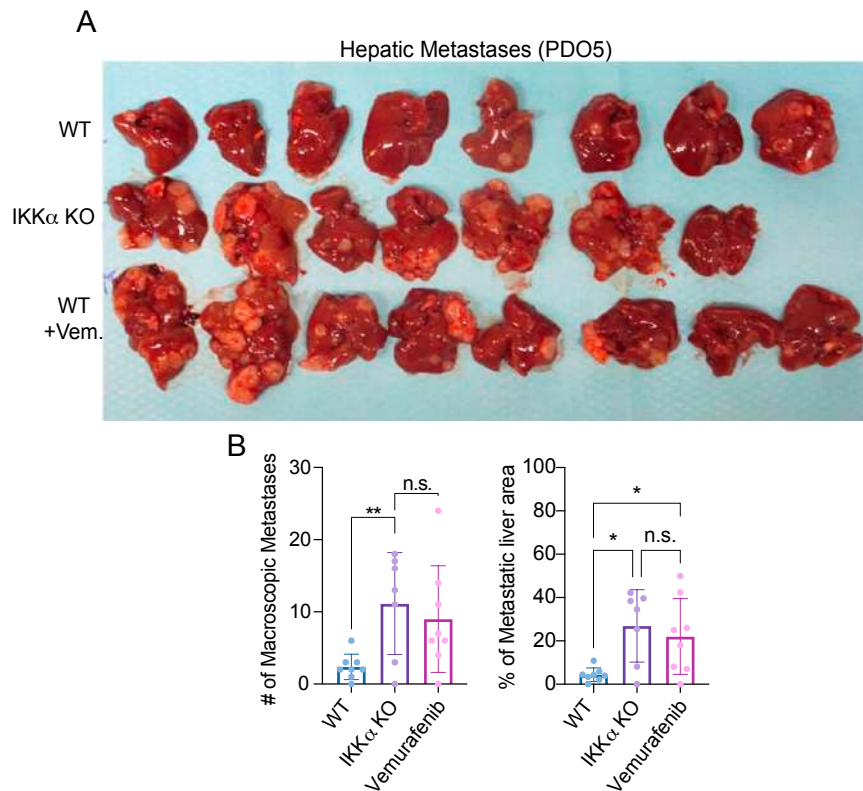 A
Hepatic Metastases (PDO5)
WT
IKKα KO
WT
+Vem.
B
# of Macroscopic Metastases
30
20
10
0
**
n.s.
WT
IKKα KO
Vemurafenib
% of Metastatic liver area
100
80
60
40
20
0
*
*
n.s.
WT
IKKα KO
Vemurafenib